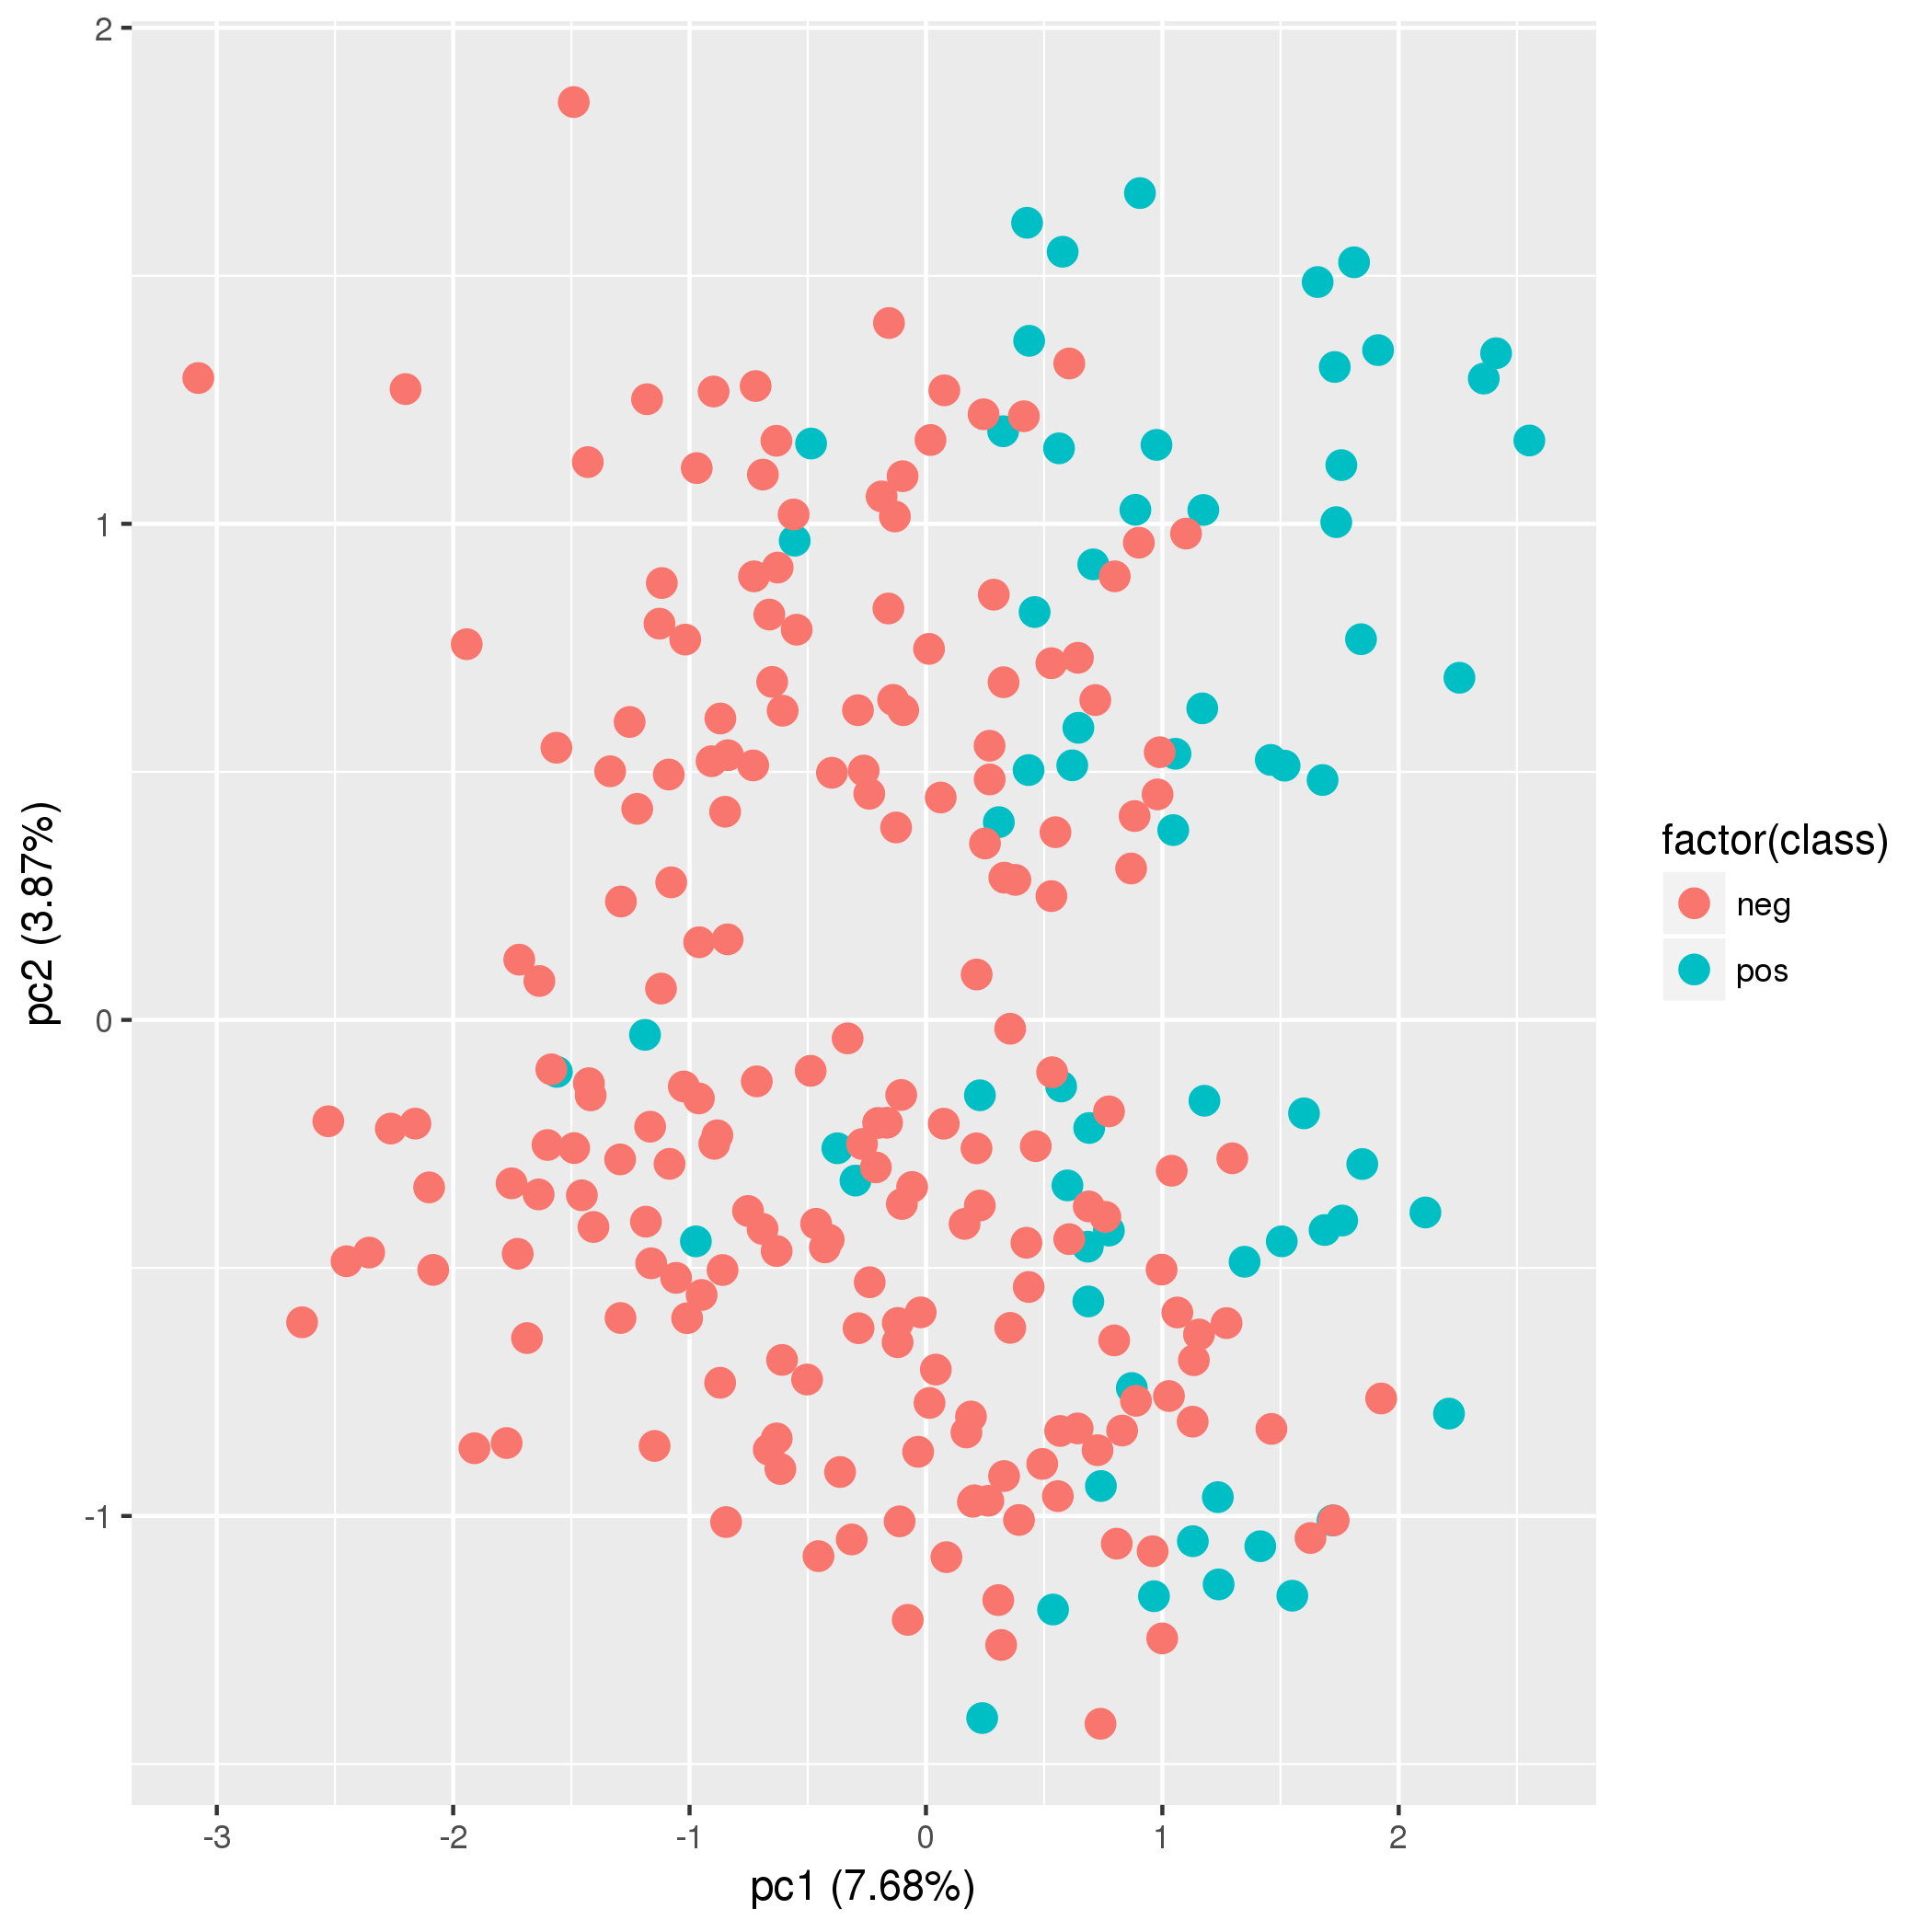 2
1
0
-1
pc2 (3.87%)
-3
-2
-1
0
1
2
pc1 (7.68%)
factor(class)
neg
pos